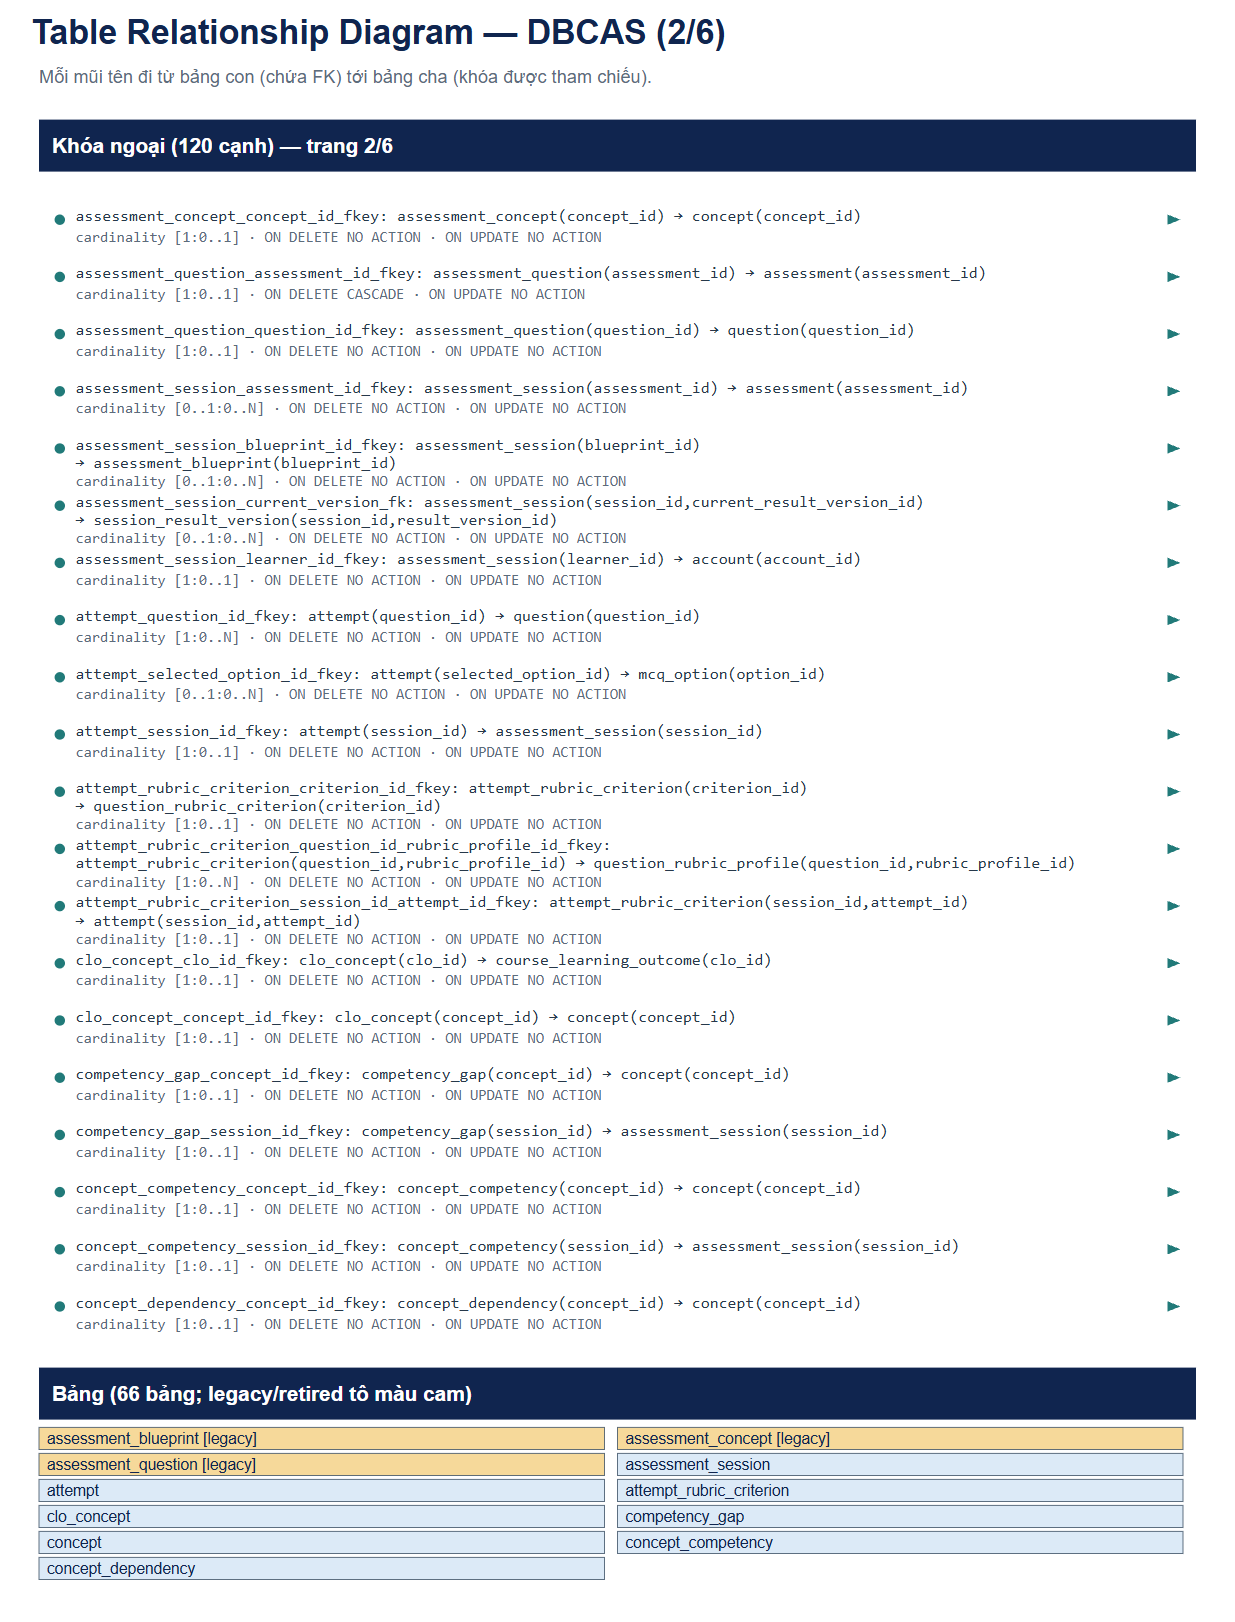 Table Relationship Diagram — DBCAS (2/6)
Mỗi mũi tên đi từ bảng con (chứa FK) tới bảng cha (khóa được tham chiếu).
Khóa ngoại (120 cạnh) — trang 2/6
assessment_concept_concept_id_fkey: assessment_concept(concept_id) → concept(concept_id)
cardinality [1:0..1] · ON DELETE NO ACTION · ON UPDATE NO ACTION
assessment_question_assessment_id_fkey: assessment_question(assessment_id) → assessment(assessment_id)
cardinality [1:0..1] · ON DELETE CASCADE · ON UPDATE NO ACTION
assessment_question_question_id_fkey: assessment_question(question_id) → question(question_id)
cardinality [1:0..1] · ON DELETE NO ACTION · ON UPDATE NO ACTION
assessment_session_assessment_id_fkey: assessment_session(assessment_id) → assessment(assessment_id)
cardinality [0..1:0..N] · ON DELETE NO ACTION · ON UPDATE NO ACTION
assessment_session_blueprint_id_fkey: assessment_session(blueprint_id)
→ assessment_blueprint(blueprint_id)
cardinality [0..1:0..N] · ON DELETE NO ACTION · ON UPDATE NO ACTION
assessment_session_current_version_fk: assessment_session(session_id,current_result_version_id)
→ session_result_version(session_id,result_version_id)
cardinality [0..1:0..N] · ON DELETE NO ACTION · ON UPDATE NO ACTION
assessment_session_learner_id_fkey: assessment_session(learner_id) → account(account_id)
cardinality [1:0..1] · ON DELETE NO ACTION · ON UPDATE NO ACTION
attempt_question_id_fkey: attempt(question_id) → question(question_id)
cardinality [1:0..N] · ON DELETE NO ACTION · ON UPDATE NO ACTION
attempt_selected_option_id_fkey: attempt(selected_option_id) → mcq_option(option_id)
cardinality [0..1:0..N] · ON DELETE NO ACTION · ON UPDATE NO ACTION
attempt_session_id_fkey: attempt(session_id) → assessment_session(session_id)
cardinality [1:0..1] · ON DELETE NO ACTION · ON UPDATE NO ACTION
attempt_rubric_criterion_criterion_id_fkey: attempt_rubric_criterion(criterion_id)
→ question_rubric_criterion(criterion_id)
cardinality [1:0..1] · ON DELETE NO ACTION · ON UPDATE NO ACTION
attempt_rubric_criterion_question_id_rubric_profile_id_fkey:
attempt_rubric_criterion(question_id,rubric_profile_id) → question_rubric_profile(question_id,rubric_profile_id)
cardinality [1:0..N] · ON DELETE NO ACTION · ON UPDATE NO ACTION
attempt_rubric_criterion_session_id_attempt_id_fkey: attempt_rubric_criterion(session_id,attempt_id)
→ attempt(session_id,attempt_id)
cardinality [1:0..1] · ON DELETE NO ACTION · ON UPDATE NO ACTION
clo_concept_clo_id_fkey: clo_concept(clo_id) → course_learning_outcome(clo_id)
cardinality [1:0..1] · ON DELETE NO ACTION · ON UPDATE NO ACTION
clo_concept_concept_id_fkey: clo_concept(concept_id) → concept(concept_id)
cardinality [1:0..1] · ON DELETE NO ACTION · ON UPDATE NO ACTION
competency_gap_concept_id_fkey: competency_gap(concept_id) → concept(concept_id)
cardinality [1:0..1] · ON DELETE NO ACTION · ON UPDATE NO ACTION
competency_gap_session_id_fkey: competency_gap(session_id) → assessment_session(session_id)
cardinality [1:0..1] · ON DELETE NO ACTION · ON UPDATE NO ACTION
concept_competency_concept_id_fkey: concept_competency(concept_id) → concept(concept_id)
cardinality [1:0..1] · ON DELETE NO ACTION · ON UPDATE NO ACTION
concept_competency_session_id_fkey: concept_competency(session_id) → assessment_session(session_id)
cardinality [1:0..1] · ON DELETE NO ACTION · ON UPDATE NO ACTION
concept_dependency_concept_id_fkey: concept_dependency(concept_id) → concept(concept_id)
cardinality [1:0..1] · ON DELETE NO ACTION · ON UPDATE NO ACTION
Bảng (66 bảng; legacy/retired tô màu cam)
assessment_blueprint [legacy]
assessment_concept [legacy]
assessment_question [legacy]
assessment_session
attempt
attempt_rubric_criterion
clo_concept
competency_gap
concept
concept_competency
concept_dependency